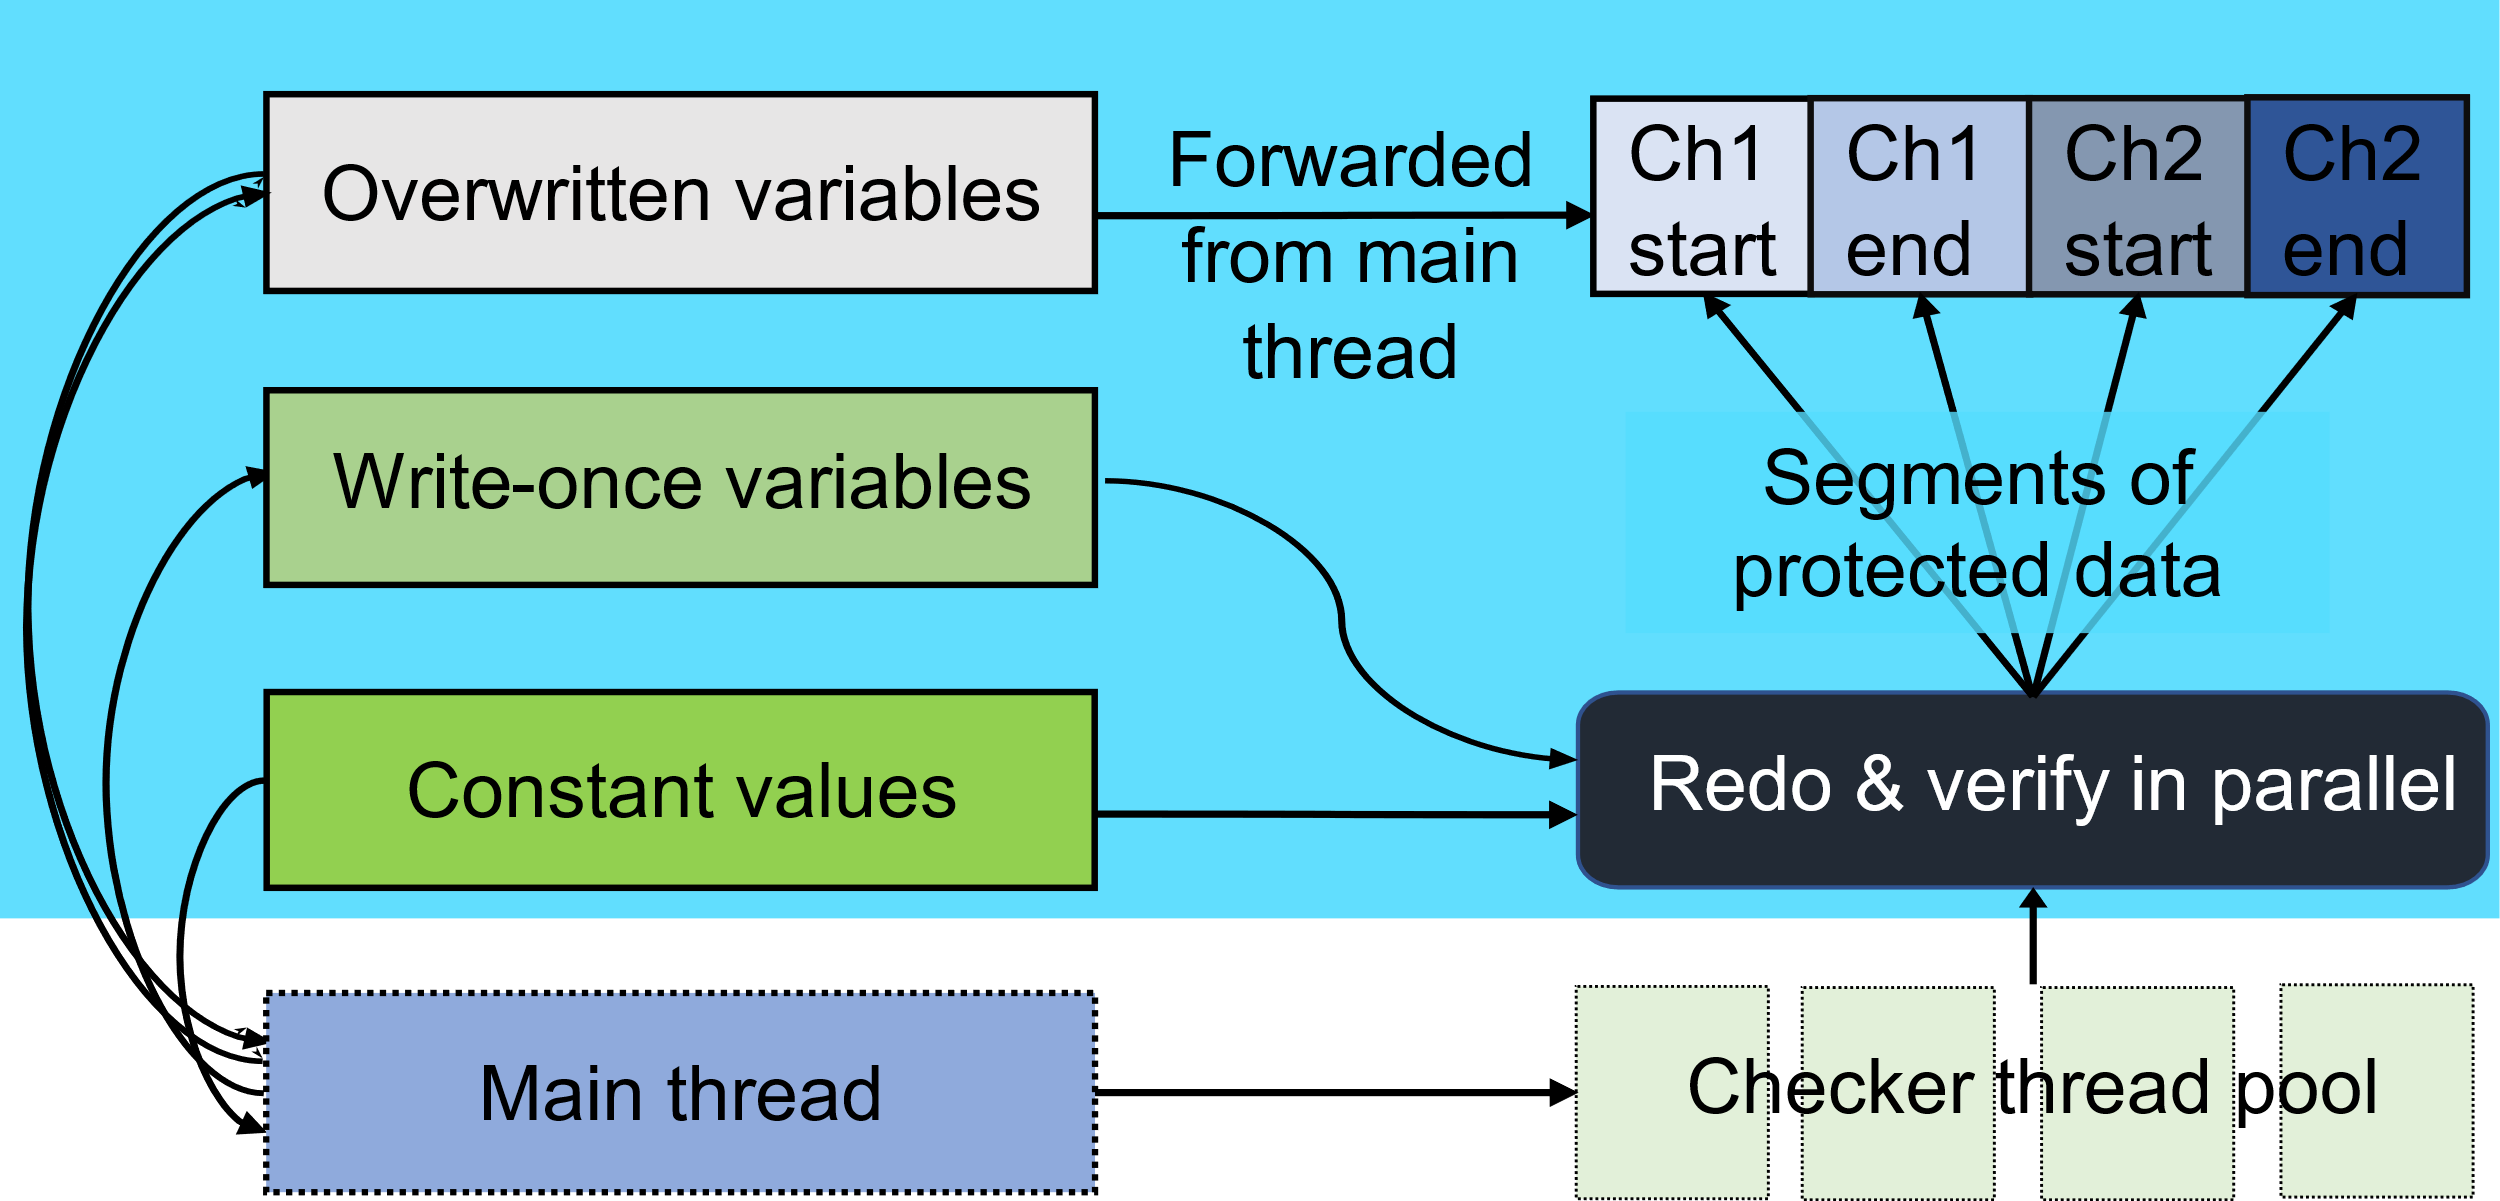 Overwritten variables
Forwarded
from main
thread
Ch1
start
Ch1
end
Ch2
start
Ch2
end
Write-once variables
Segments of
protected data
Constant values
Redo & verify in parallel
Main thread
Checker thread pool